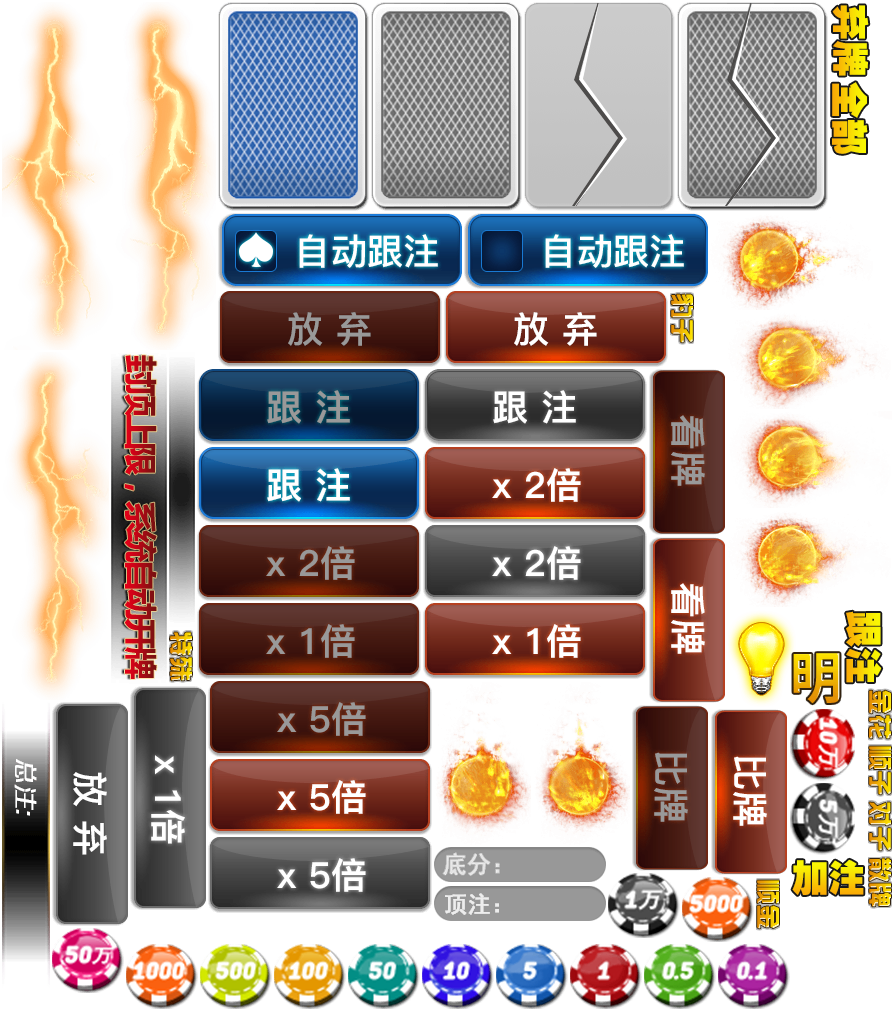 弃牌
全部
自动跟注
自动跟注
放 弃
放 弃
豹子
封顶上限，系统自动开牌
跟 注
跟 注
看牌
跟 注
x 2倍
x 2倍
x 2倍
看牌
x 1倍
x 1倍
特殊
跟注
明
金花
顺子
对子
散牌
x 5倍
10万
总注:
放 弃
x 1倍
x 5倍
比牌
比牌
5万
x 5倍
底分:
加注
顶注:
1万
5000
顺金
50万
1000
500
100
50
10
5
1
0.5
0.1